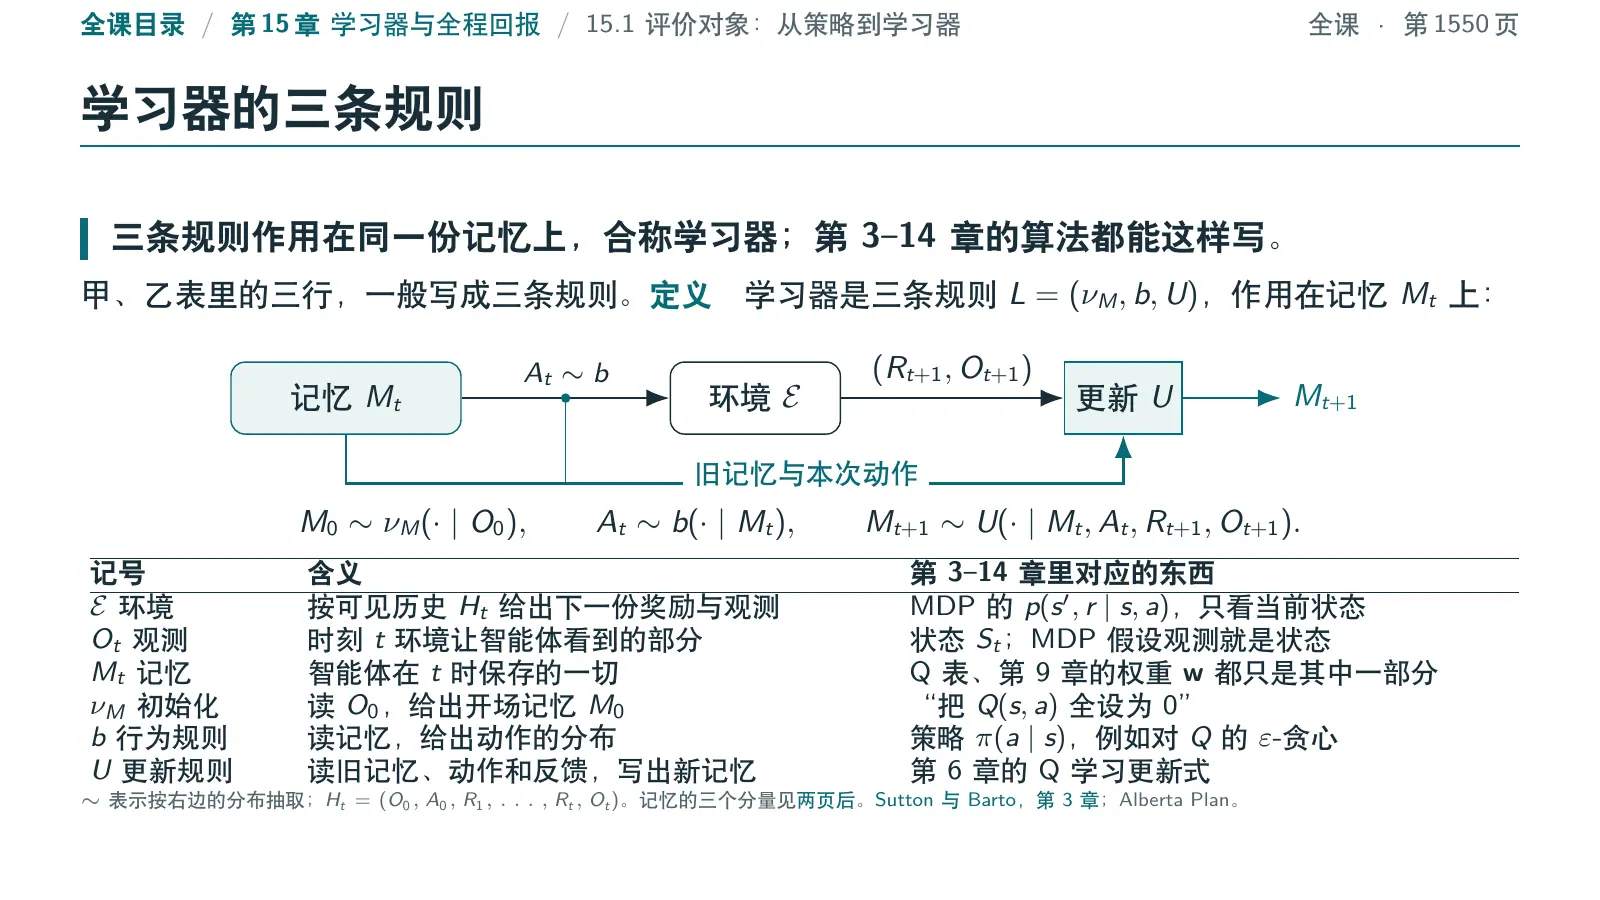 全课目录 / 第 15 章 学习器与全程回报 / 15.1 评价对象：从策略到学习器
全课 · 第 1550 页
学习器的三条规则
三条规则作用在同一份记忆上，合称学习器；第 3–14 章的算法都能这样写。
甲、乙表里的三行，一般写成三条规则。定义 学习器是三条规则 L = (ν_M, b, U)，作用在记忆 M_t 上：
记忆 M_t
A_t ∼ b
环境 ℰ
(R_{t+1}, O_{t+1})
更新 U
M_{t+1}
旧记忆与本次动作
M_0 ∼ ν_M(· | O_0), A_t ∼ b(· | M_t), M_{t+1} ∼ U(· | M_t, A_t, R_{t+1}, O_{t+1}).
记号 含义 第 3–14 章里对应的东西
ℰ 环境 按可见历史 H_t 给出下一份奖励与观测 MDP 的 p(s′, r | s, a)，只看当前状态
O_t 观测 时刻 t 环境让智能体看到的部分 状态 S_t；MDP 假设观测就是状态
M_t 记忆 智能体在 t 时保存的一切 Q 表、第 9 章的权重 w 都只是其中一部分
ν_M 初始化 读 O_0，给出开场记忆 M_0 “把 Q(s, a) 全设为 0”
b 行为规则 读记忆，给出动作的分布 策略 π(a | s)，例如对 Q 的 ε-贪心
U 更新规则 读旧记忆、动作和反馈，写出新记忆 第 6 章的 Q 学习更新式
∼ 表示按右边的分布抽取；H_t = (O_0, A_0, R_1, . . . , R_t, O_t)。记忆的三个分量见两页后。Sutton 与 Barto，第 3 章；Alberta Plan。